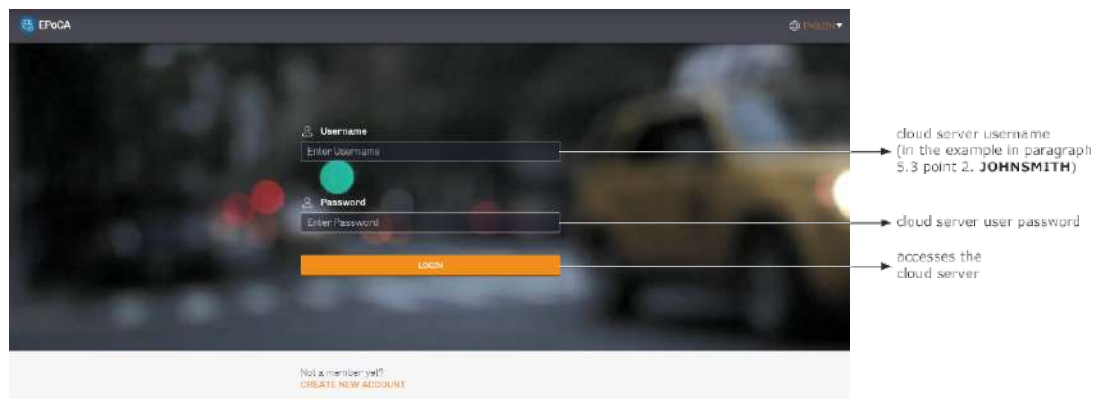 EPoCA
ENGLISH
Username
Enter Username
Password
Enter Password
LOGIN
Not a member yet?
CREATE NEW ACCOUNT
cloud server username
(in the example in paragraph
5.3 point 2. JOHNSMITH)
cloud server user password
accesses the
cloud server